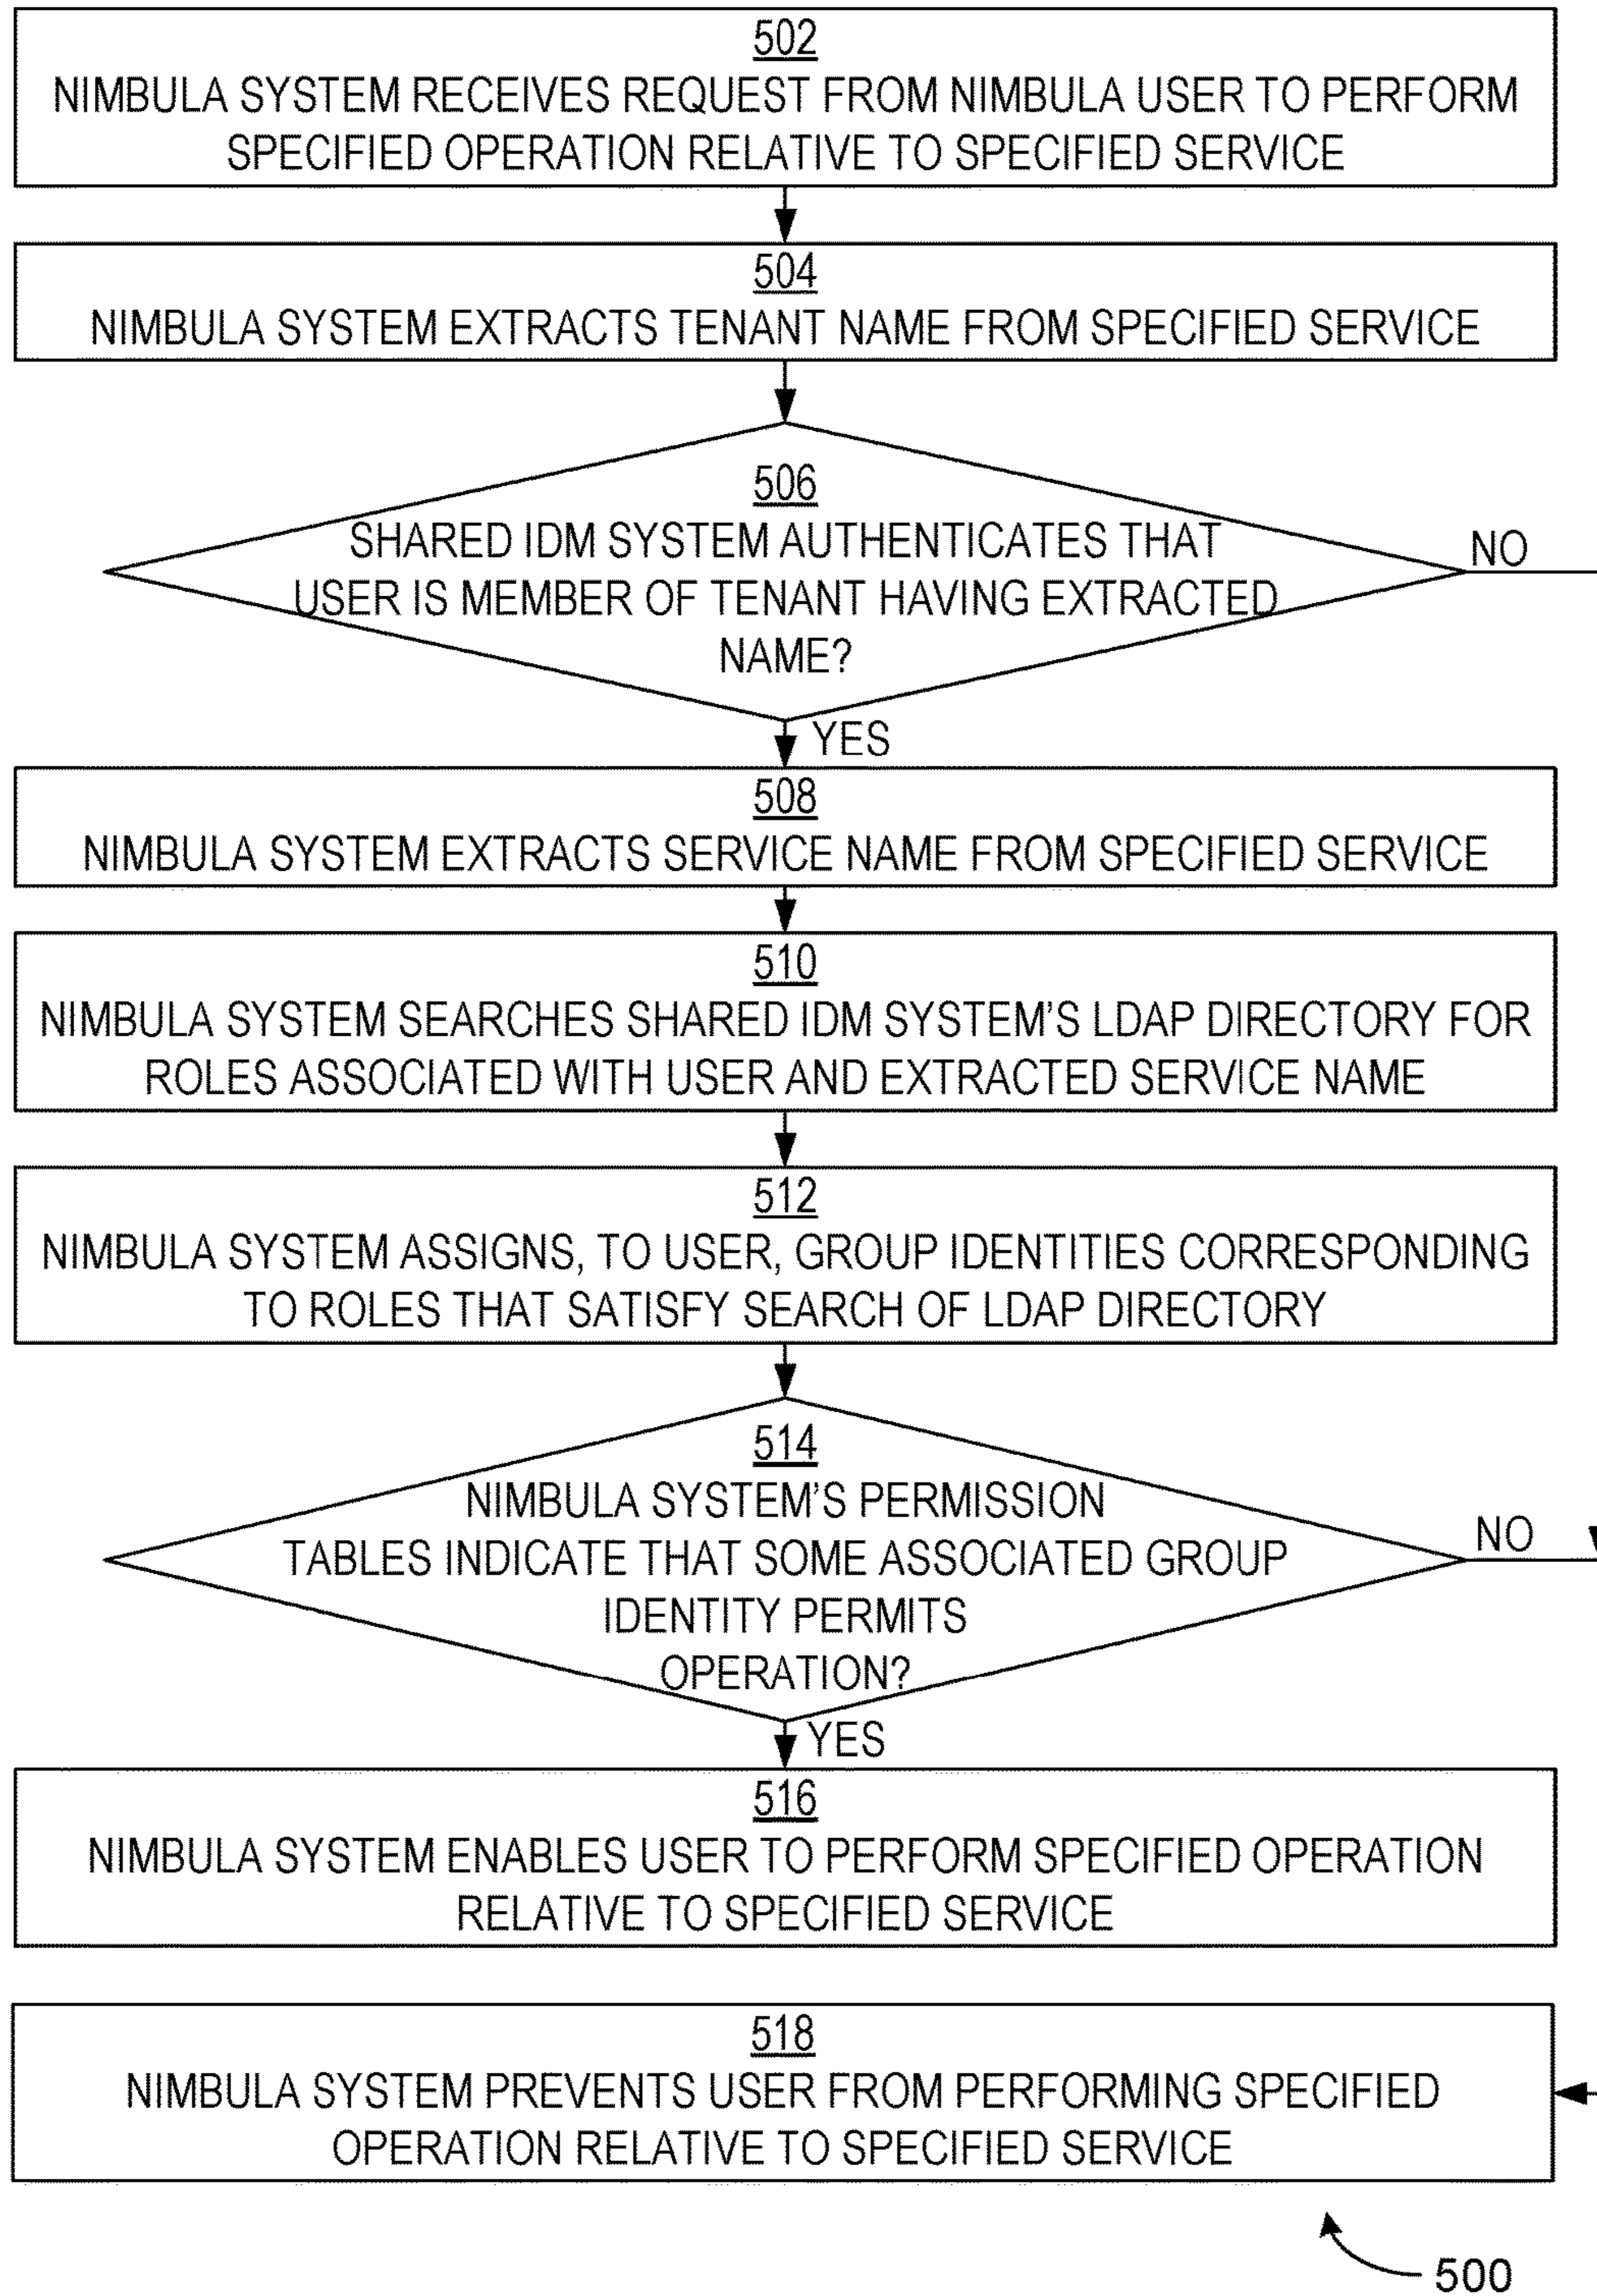 502
NIMBULA SYSTEM RECEIVES REQUEST FROM NIMBULA USER TO PERFORM
SPECIFIED OPERATION RELATIVE TO SPECIFIED SERVICE
504
NIMBULA SYSTEM EXTRACTS TENANT NAME FROM SPECIFIED SERVICE
506
SHARED IDM SYSTEM AUTHENTICATES THAT
USER IS MEMBER OF TENANT HAVING EXTRACTED
NAME?
NO
YES
508
NIMBULA SYSTEM EXTRACTS SERVICE NAME FROM SPECIFIED SERVICE
510
NIMBULA SYSTEM SEARCHES SHARED IDM SYSTEM'S LDAP DIRECTORY FOR
ROLES ASSOCIATED WITH USER AND EXTRACTED SERVICE NAME
512
NIMBULA SYSTEM ASSIGNS, TO USER, GROUP IDENTITIES CORRESPONDING
TO ROLES THAT SATISFY SEARCH OF LDAP DIRECTORY
514
NIMBULA SYSTEM'S PERMISSION
TABLES INDICATE THAT SOME ASSOCIATED GROUP
IDENTITY PERMITS
OPERATION?
NO
YES
516
NIMBULA SYSTEM ENABLES USER TO PERFORM SPECIFIED OPERATION
RELATIVE TO SPECIFIED SERVICE
518
NIMBULA SYSTEM PREVENTS USER FROM PERFORMING SPECIFIED
OPERATION RELATIVE TO SPECIFIED SERVICE
500